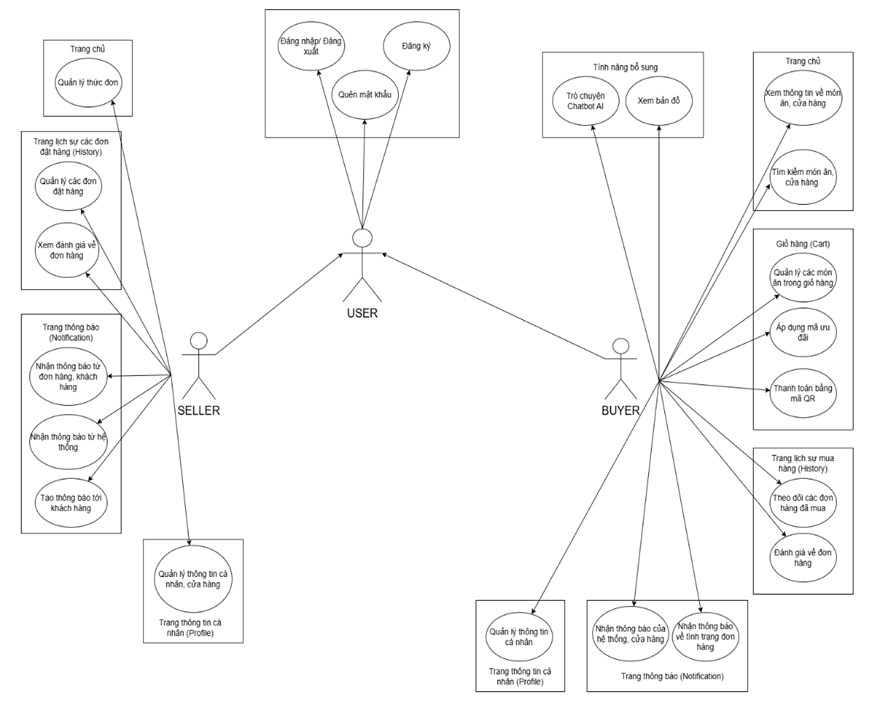 Đăng nhập/ Đăng
xuất
Đăng ký
Quên mật khẩu
Trang chủ
Quản lý thức đơn
Trang lịch sự các đơn
đặt hàng (History)
Quản lý các đơn
đặt hàng
Xem đánh giá về
đơn hàng
Trang thông báo
(Notification)
Nhận thông báo từ
đơn hàng, khách
hàng
Nhận thông báo từ hệ
thống
Tạo thông báo tới
khách hàng
Quản lý thông tin cá
nhân, cửa hàng
Trang thông tin cá
nhân (Profile)
SELLER
USER
BUYER
Tính năng bổ sung
Trò chuyện
Chatbot AI
Xem bản đồ
Trang chủ
Xem thông tin về món
ăn, cửa hàng
Tìm kiếm món ăn,
cửa hàng
Giỏ hàng (Cart)
Quản lý các món
ăn trong giỏ hàng
Áp dụng mã ưu
đãi
Thanh toán bằng
mã QR
Trang lịch sự mua
hàng (History)
Theo dõi các đơn
hàng đã mua
Đánh giá về đơn
hàng
Quản lý thông tin
cá nhân
Trang thông tin cá
nhân (Profile)
Nhận thông báo của
hệ thống, cửa hàng
Nhận thông báo
về tình trạng đơn
hàng
Trang thông báo (Notification)